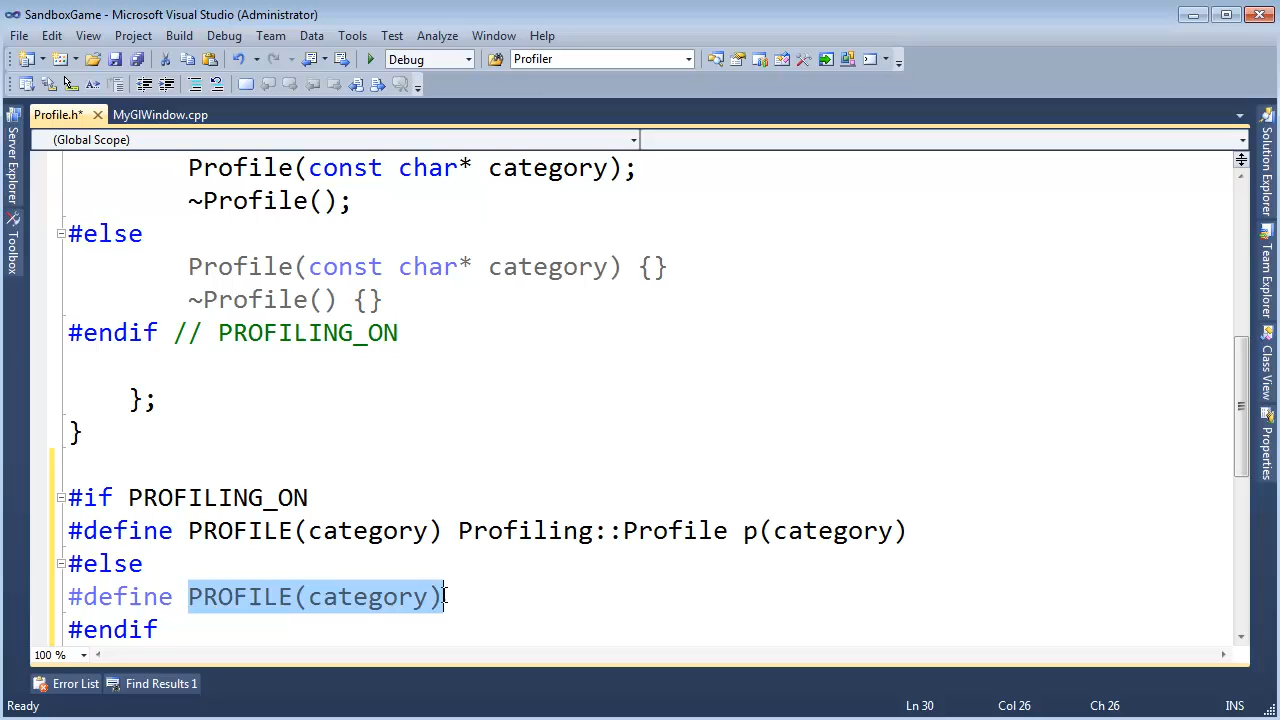 SandboxGame - Microsoft Visual Studio (Administrator)
File Edit View Project Build Debug Team Data Tools Test Analyze Window Help
Debug Profiler
Profile.h* MyGlWindow.cpp
(Global Scope)
Server Explorer
Toolbox
Profile(const char* category);
~Profile();
#else
Profile(const char* category) {}
~Profile() {}
#endif // PROFILING_ON
};
}
#if PROFILING_ON
#define PROFILE(category) Profiling::Profile p(category)
#else
#define PROFILE(category)
#endif
Solution Explorer
Team Explorer
Class View
Properties
100 %
Error List Find Results 1
Ready Ln 30 Col 26 Ch 26 INS